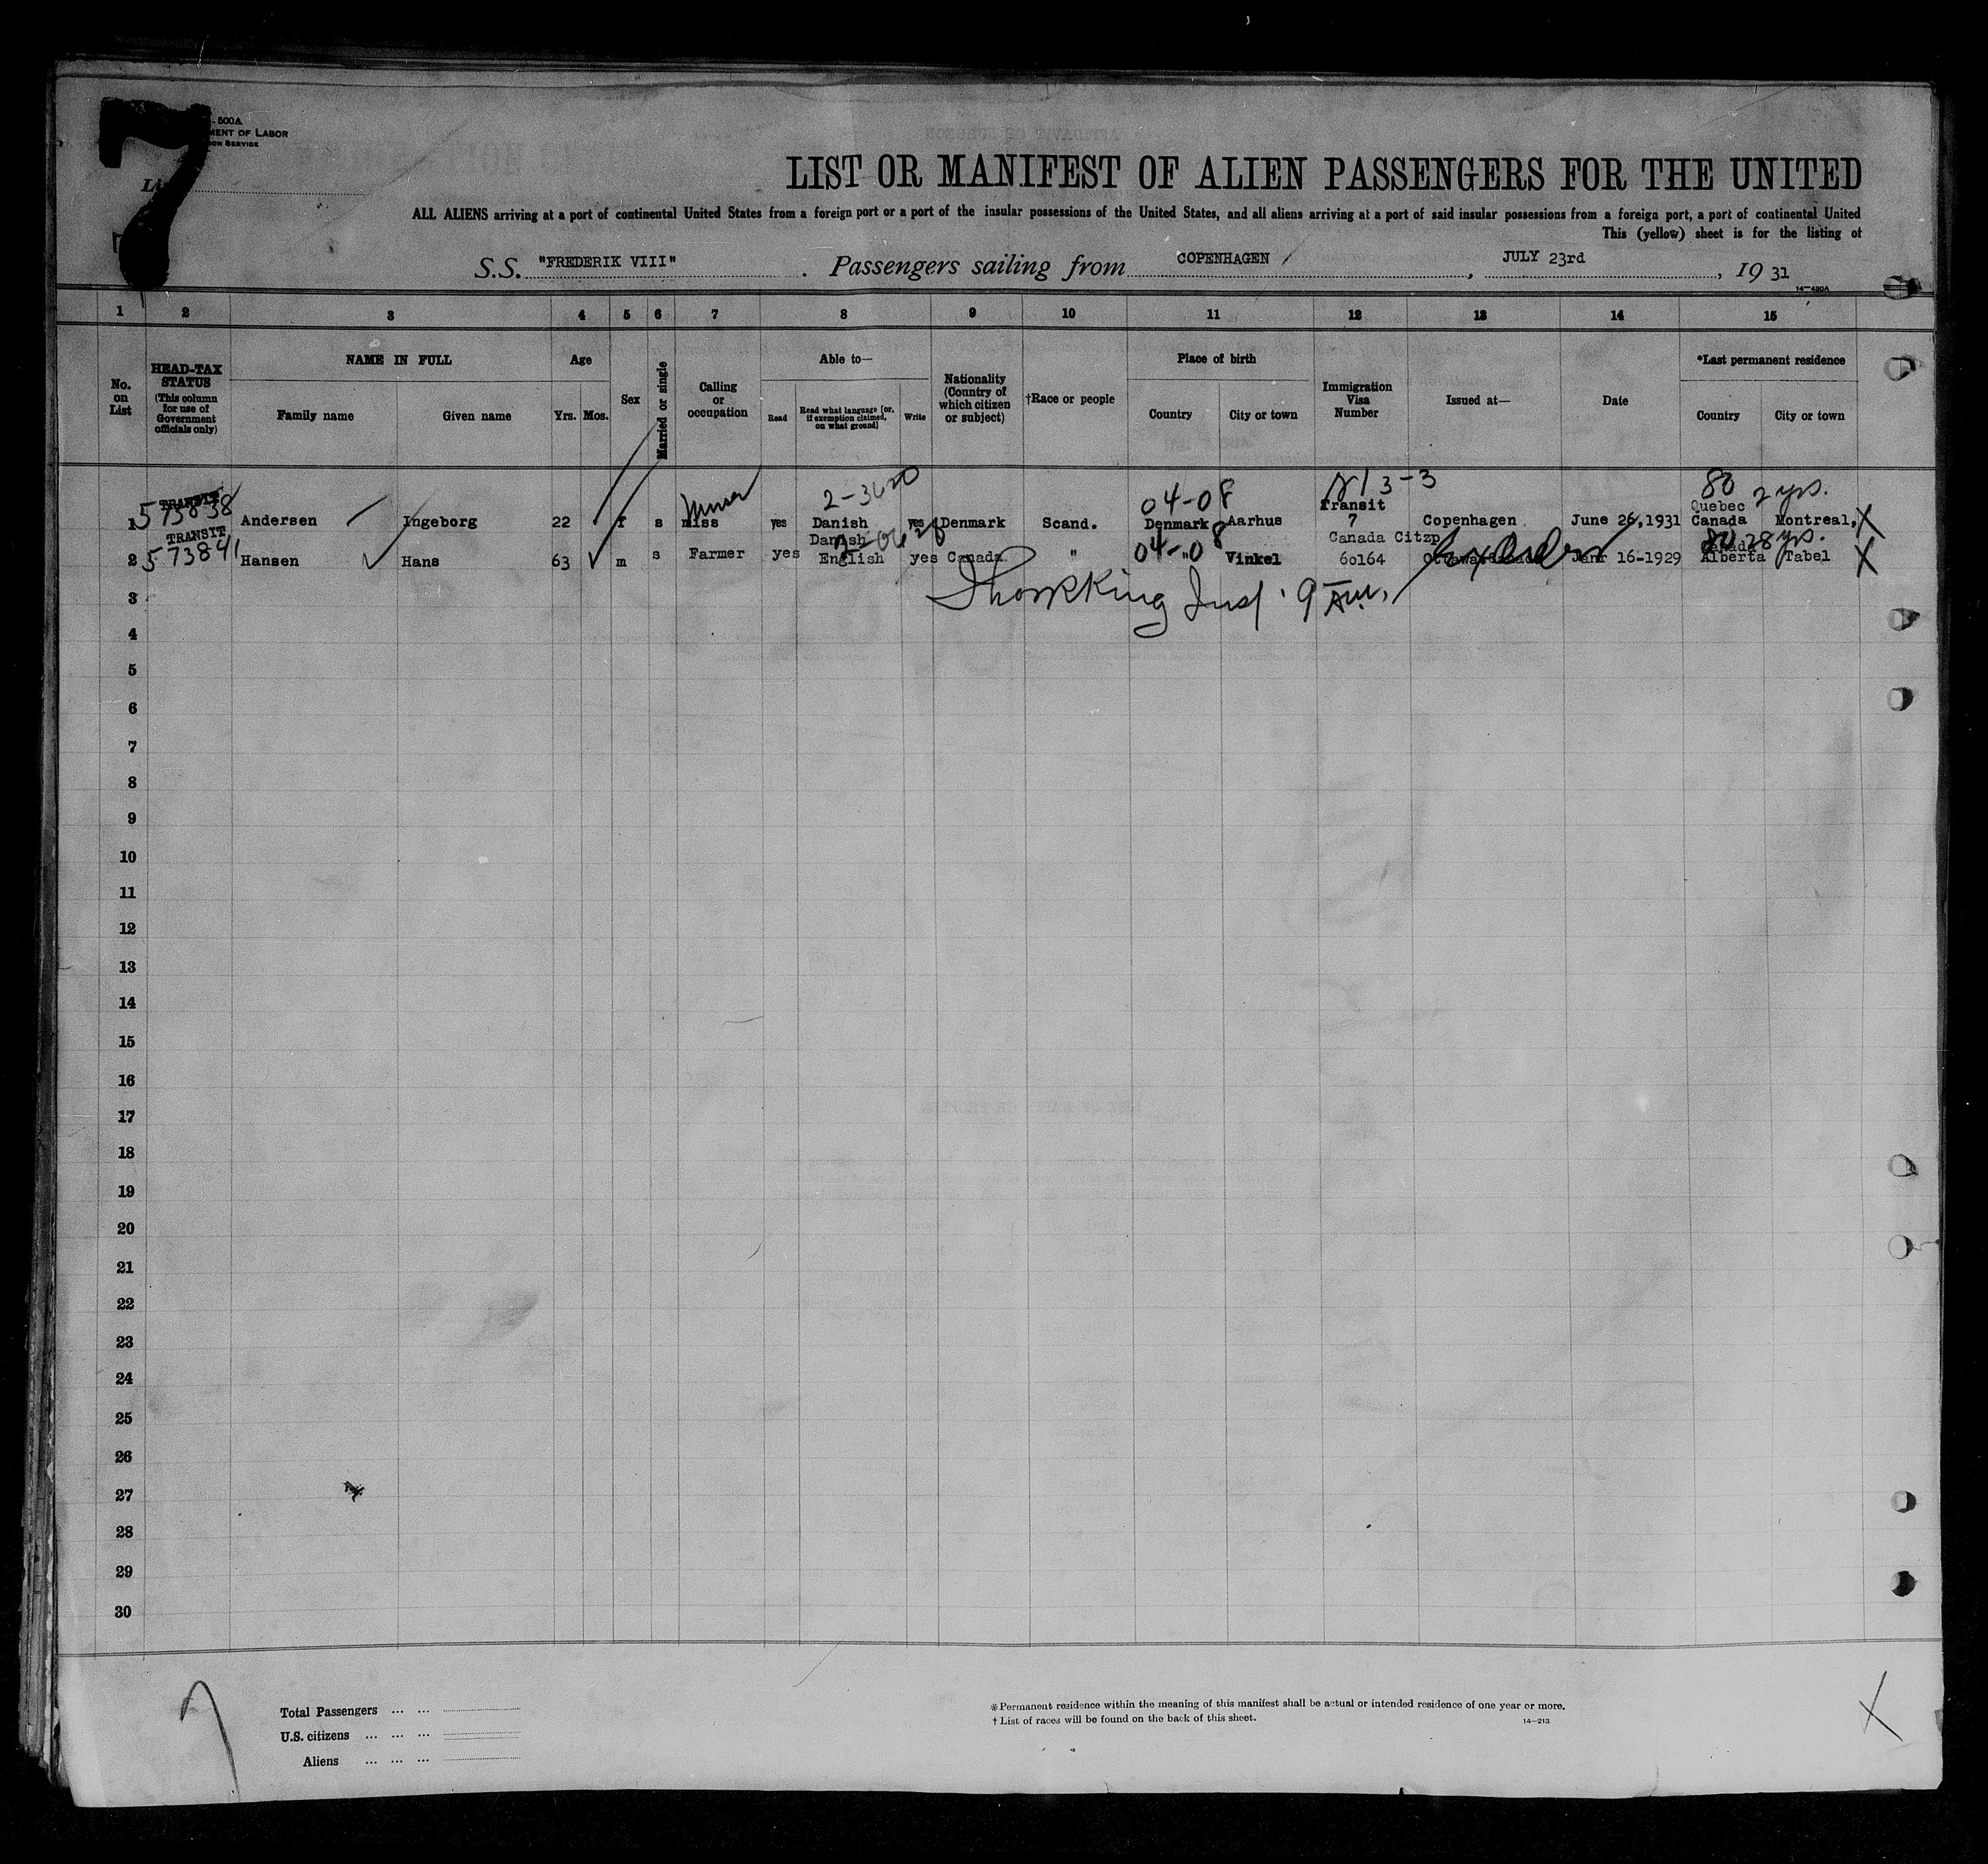 7
500A
MENT OF LABOR
ION SERVICE
Li
LIST OR MANIFEST OF ALIEN PASSENGERS FOR THE UNITED
ALL ALIENS arriving at a port of continental United States from a foreign port or a port of the insular possessions of the United States, and all aliens arriving at a port of said insular possessions from a foreign port, a port of continental United
This (yellow) sheet is for the listing of
S.S. "FREDERIK VIII" . Passengers sailing from COPENHAGEN , JULY 23rd , 19 31
14—430A
1 2 3 4 5 6 7 8 9 10 11 12 13 14 15
No. on List
HEAD-TAX STATUS (This column for use of Government officials only)
NAME IN FULL
Family name Given name
Age
Yrs. Mos.
Sex
Married or single
Calling or occupation
Able to—
Read Read what language [or, if exemption claimed, on what ground] Write
Nationality (Country of which citizen or subject)
†Race or people
Place of birth
Country City or town
Immigration Visa Number
Issued at—
Date
*Last permanent residence
Country City or town
TRANSIT 2-3620 04-08 3-3 80 2 yrs.
573838 Transit Quebec
1 Andersen Ingeborg 22 f s miss yes Danish yes Denmark Scand. Denmark Aarhus 7 Copenhagen June 26,1931 Canada Montreal, X
TRANSIT Danish Canada Citzp Canada 28 yrs.
573841 04-08 80
2 Hansen Hans 63 m s Farmer yes English yes Canada " " Vinkel 60164 Janr 16-1929 Alberta Tabel X
3
4
5
6
7
8
9
10
11
12
13
14
15
16
17
18
19
20
21
22
23
24
25
26
27
28
29
30
Total Passengers ... ...
U.S. citizens ... ... ...
Aliens ... ... ...
*Permanent residence within the meaning of this manifest shall be actual or intended residence of one year or more.
† List of races will be found on the back of this sheet.
14—213
X